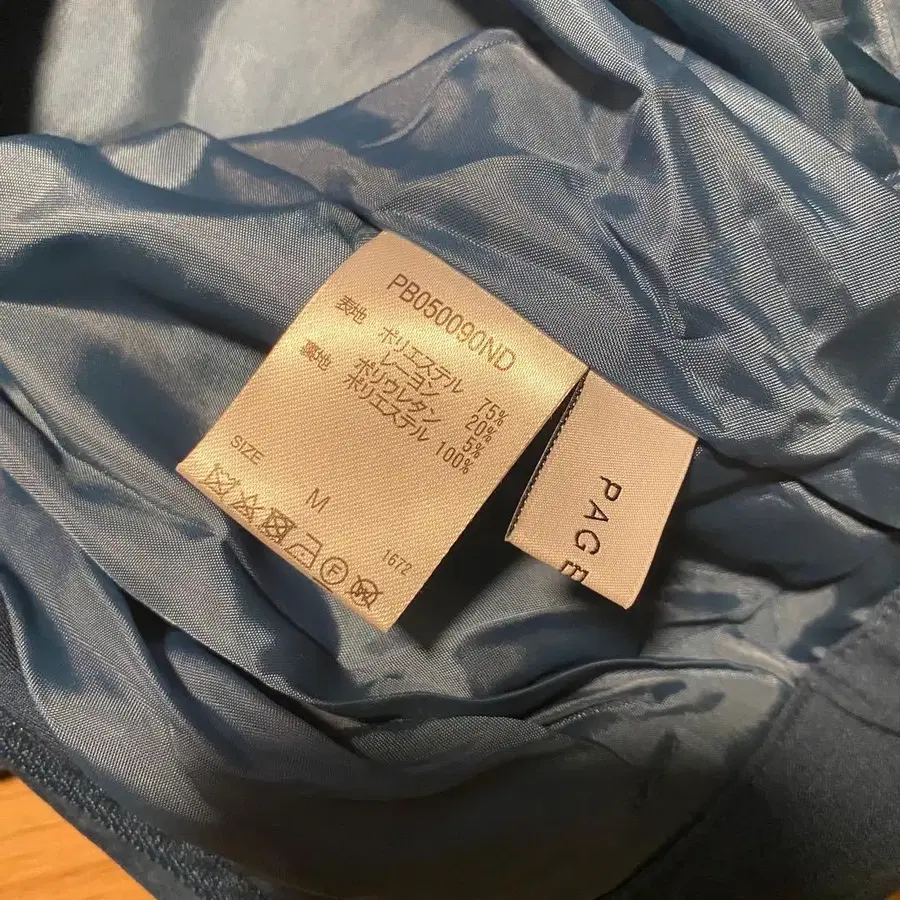 PB050090ND
表地 ポリエステル 75%
レーヨン 20%
ポリウレタン 5%
裏地 ポリエステル 100%
SIZE
M
1672
PAGE